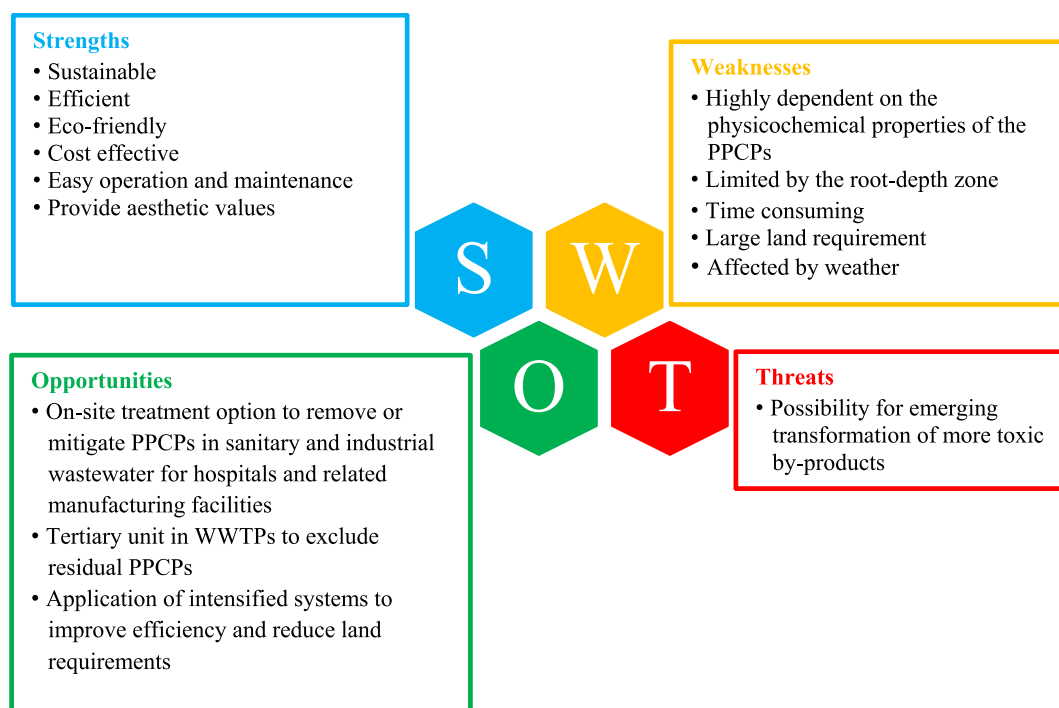 Strengths
• Sustainable
• Efficient
• Eco-friendly
• Cost effective
• Easy operation and maintenance
• Provide aesthetic values
Weaknesses
• Highly dependent on the
physicochemical properties of the
PPCPs
• Limited by the root-depth zone
• Time consuming
• Large land requirement
• Affected by weather
S
W
O
T
Opportunities
• On-site treatment option to remove or
mitigate PPCPs in sanitary and industrial
wastewater for hospitals and related
manufacturing facilities
• Tertiary unit in WWTPs to exclude
residual PPCPs
• Application of intensified systems to
improve efficiency and reduce land
requirements
Threats
• Possibility for emerging
transformation of more toxic
by-products